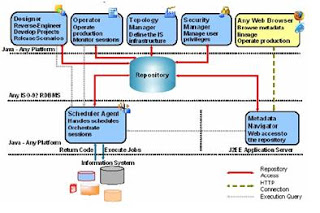 Designor
Reverse-Engineer
Develop Projects
Release Scenarios
Operator
Operate
production
Monitor sessions
Topology
Manager
Define the IS
infrastructure
Security
Manager
Manage user
privileges
Any Web Browser
Browse metadata
lineage
Operate production
Java - Any Platform
Repository
Any ISO-92 RDBMS
Scheduler Agent
Handles schedules
Orchestrate
sessions
Metadata
Navigator
Web access to
the repository
Java - Any Platform
Return Code
Execute Jobs
J2EE Application Server
Information System
Repository
Access
HTTP
Connection
Execution Query